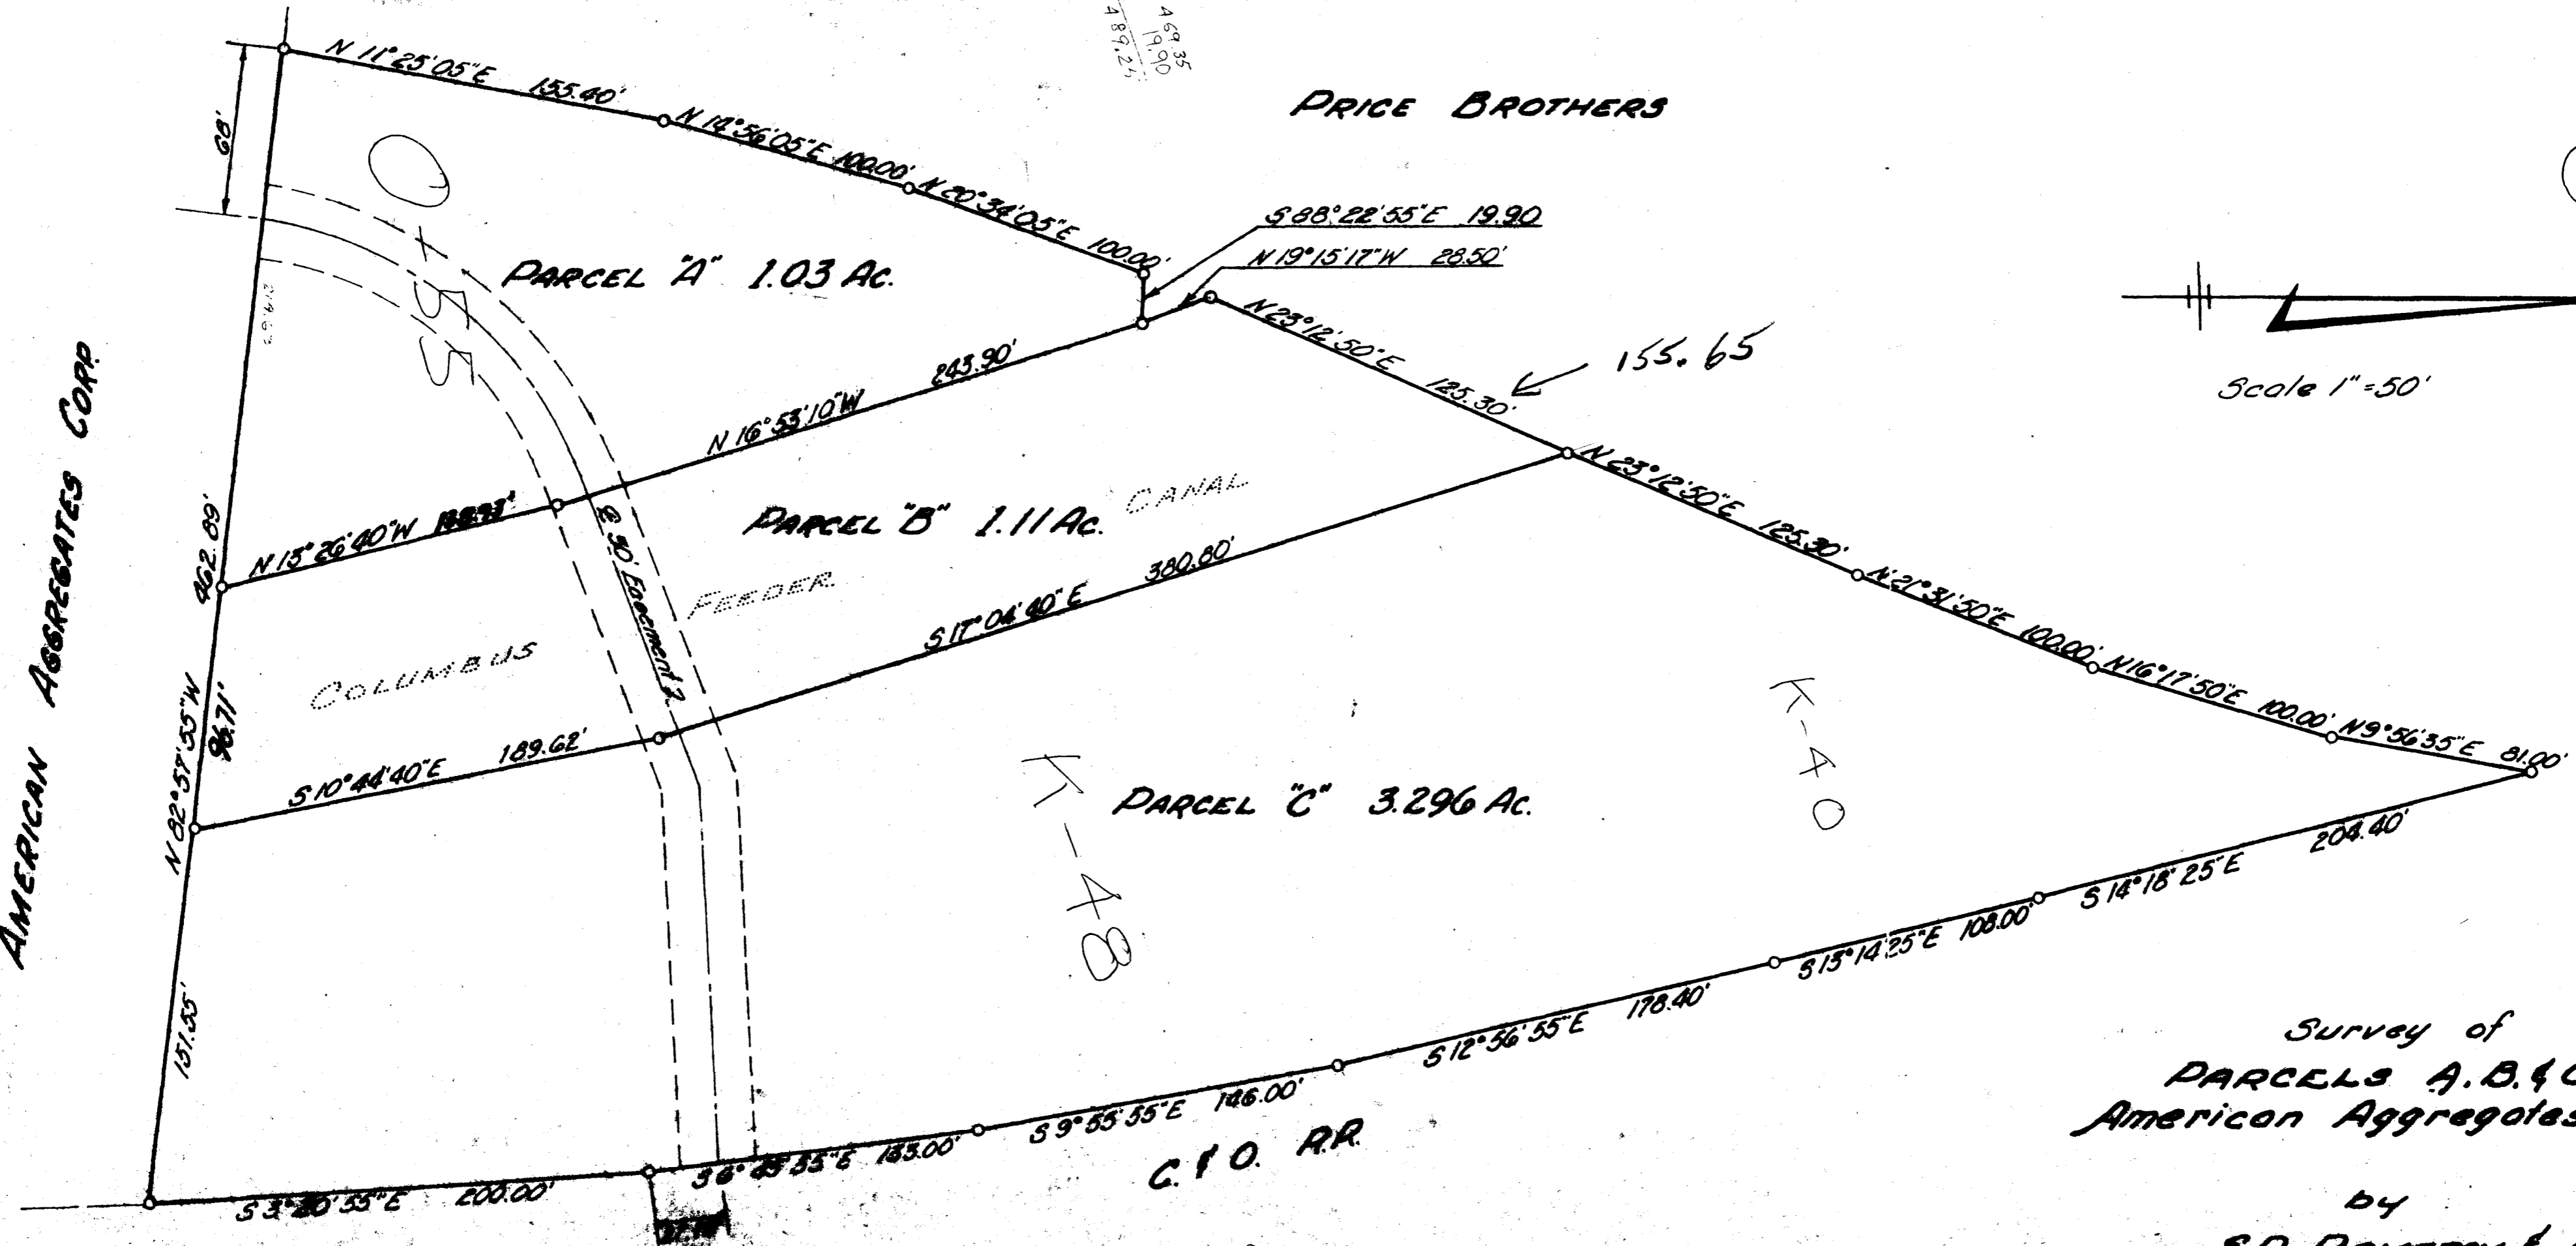 469.35
19.90
489.25
PRICE BROTHERS
N 11°25'05"E 155.40'
N 14°56'05"E 100.00'
N 20°34'05"E 100.00'
68'
S 88°22'55"E 19.90
N 19°15'17"W 28.50'
O-55
PARCEL "A" 1.03 AC.
N 23°12'50"E 125.30'
155.65
Scale 1"=50'
AMERICAN AGGREGATES CORP.
N 16°53'10"W 243.90'
N 15°26'40"W
462.89'
PARCEL "B" 1.11 AC.
COLUMBUS FEEDER CANAL
℄ 30' Easement
N 23°12'50"E 125.30'
N 21°31'50"E 100.00'
N 16°17'50"E 100.00'
N 9°56'35"E 81.00'
S 17°04'40"E 380.80'
S 10°44'40"E 189.62'
N 82°57'55"W
96.71'
151.55'
K-48
K-40
PARCEL "C" 3.296 AC.
S 14°18'25"E 204.40'
S 13°14'25"E 108.00'
S 12°56'55"E 178.40'
S 9°55'55"E 146.00'
133.00'
S 3°20'55"E 200.00'
C. & O. R.R.
Survey of
PARCELS A. B. & C
American Aggregates
by